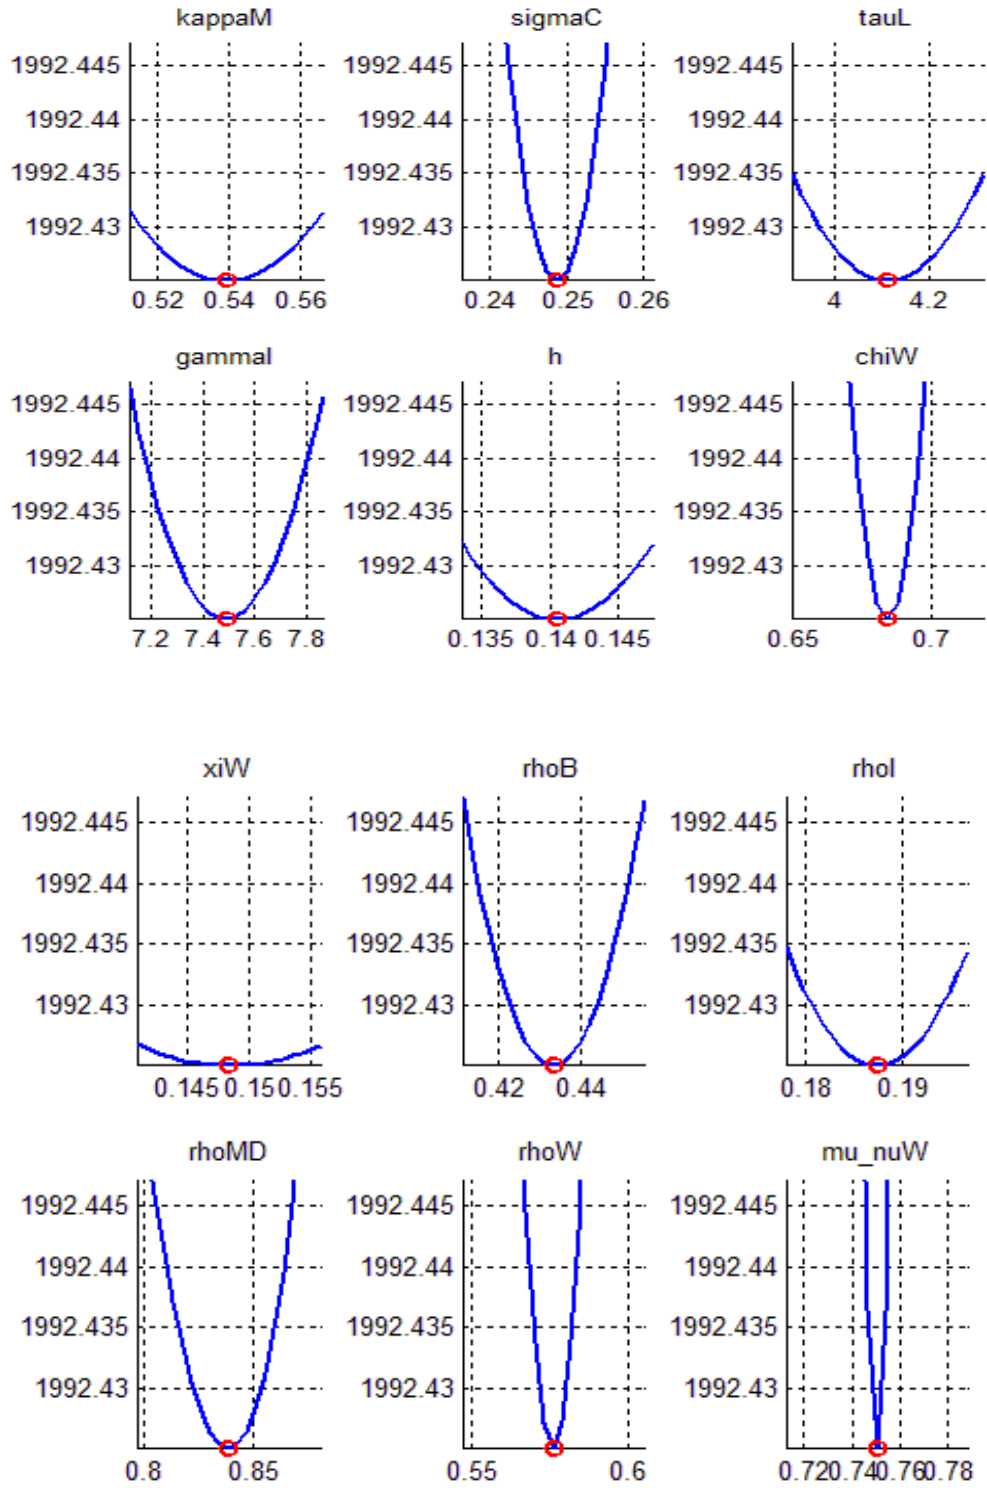 kappaM sigmaC tauL
1992.445 1992.445 1992.445
1992.44 1992.44 1992.44
1992.435 1992.435 1992.435
1992.43 1992.43 1992.43
0.52 0.54 0.56 0.24 0.25 0.26 4 4.2
gammaI h chiW
1992.445 1992.445 1992.445
1992.44 1992.44 1992.44
1992.435 1992.435 1992.435
1992.43 1992.43 1992.43
7.2 7.4 7.6 7.8 0.135 0.14 0.145 0.65 0.7
xiW rhoB rhoI
1992.445 1992.445 1992.445
1992.44 1992.44 1992.44
1992.435 1992.435 1992.435
1992.43 1992.43 1992.43
0.145 0.15 0.155 0.42 0.44 0.18 0.19
rhoMD rhoW mu_nuW
1992.445 1992.445 1992.445
1992.44 1992.44 1992.44
1992.435 1992.435 1992.435
1992.43 1992.43 1992.43
0.8 0.85 0.55 0.6 0.72 0.74 0.76 0.78